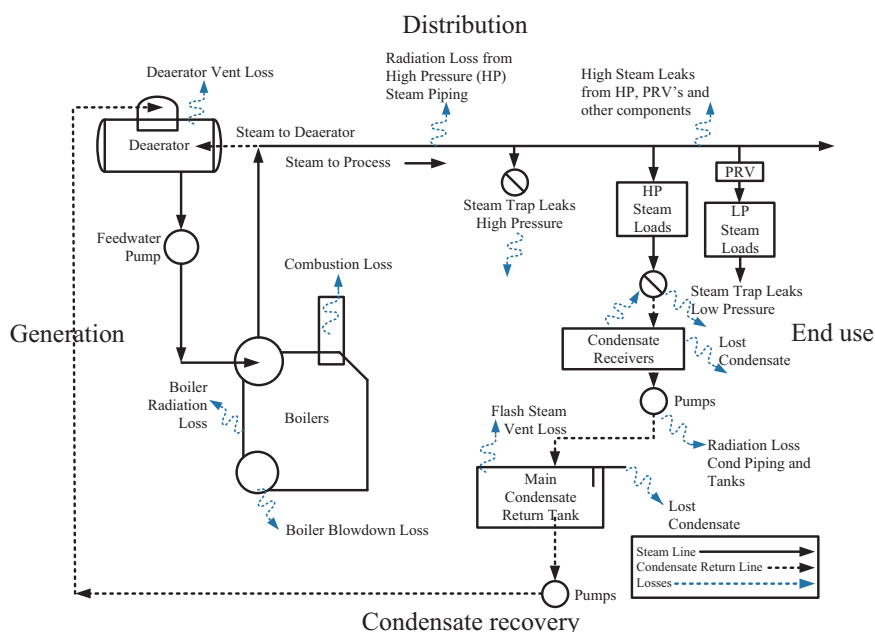 Distribution
Deaerator Vent Loss
Radiation Loss from
High Pressure (HP)
Steam Piping
High Steam Leaks
from HP, PRV's and
other components
Deaerator
Steam to Deaerator
Steam to Process
PRV
HP
Steam
Loads
LP
Steam
Loads
Steam Trap Leaks
High Pressure
Feedwater
Pump
Combustion Loss
Steam Trap Leaks
Low Pressure
Generation
End use
Condensate
Receivers
Lost
Condensate
Boiler
Radiation
Loss
Boilers
Pumps
Flash Steam
Vent Loss
Radiation Loss
Cond Piping and
Tanks
Main
Condensate
Return Tank
Lost
Condensate
Boiler Blowdown Loss
Steam Line
Condensate Return Line
Losses
Pumps
Condensate recovery